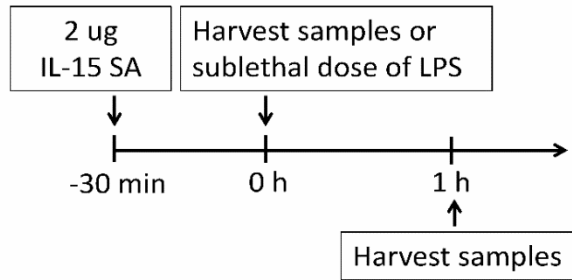 2 ug
IL-15 SA
Harvest samples or
sublethal dose of LPS
-30 min
0 h
1 h
Harvest samples